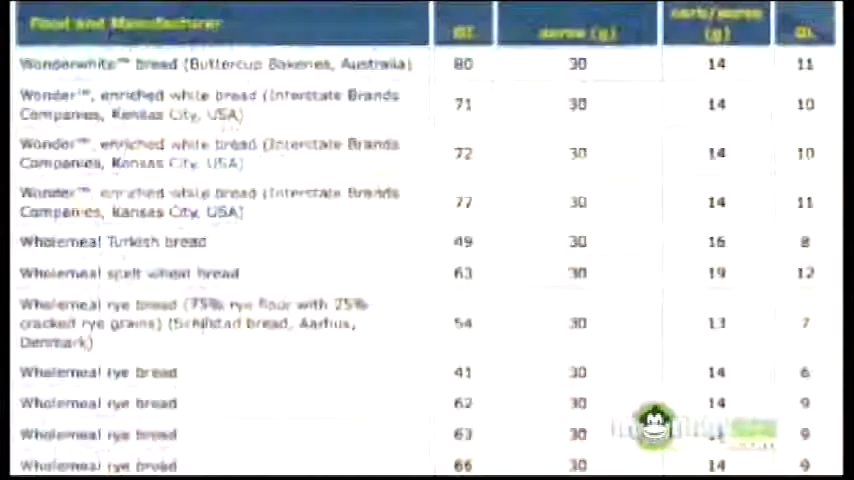 Food and Manufacturer GI serve (g) carb/serve (g) GL
Wonderwhite™ bread (Buttercup Bakeries, Australia) 80 30 14 11
Wonder™, enriched white bread (Interstate Brands
Companies, Kansas City, USA) 71 30 14 10
Wonder™, enriched white bread (Interstate Brands
Companies, Kansas City, USA) 72 30 14 10
Wonder™, enriched white bread (Interstate Brands
Companies, Kansas City, USA) 77 30 14 11
Wholemeal Turkish bread 49 30 16 8
Wholemeal spelt wheat bread 63 30 19 12
Wholemeal rye bread (75% rye flour with 25%
cracked rye grains) (Schulstad bread, Aarhus,
Denmark) 54 30 13 7
Wholemeal rye bread 41 30 14 6
Wholemeal rye bread 62 30 14 9
Wholemeal rye bread 63 30 9
Wholemeal rye bread 66 30 14 9